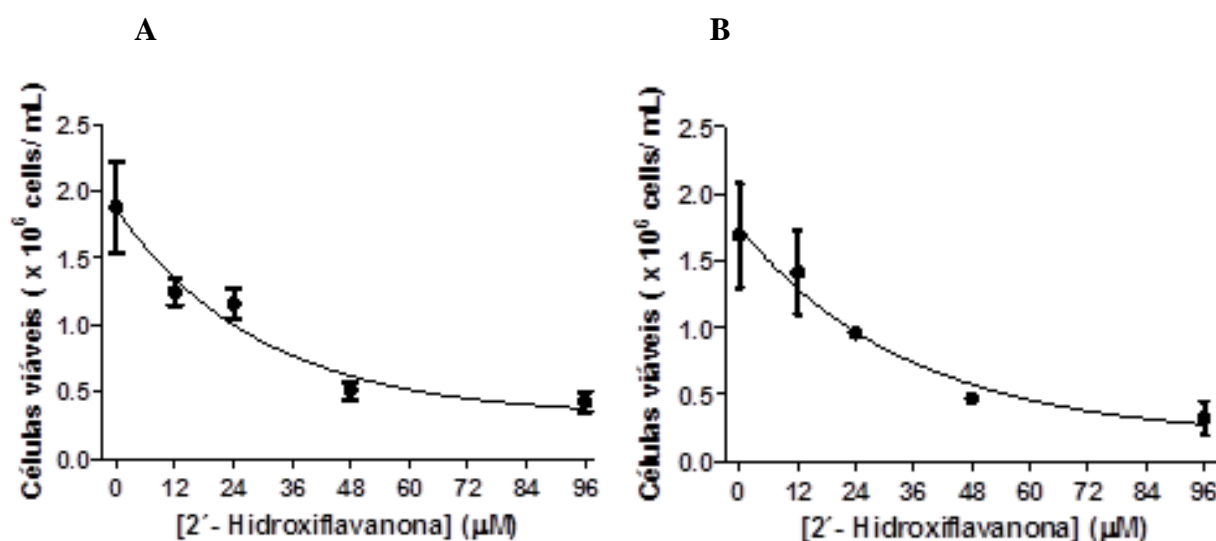 A
B
Células viáveis ( x 10⁶ cells/ mL)
2.5
2.0
1.5
1.0
0.5
0.0
0 12 24 36 48 60 72 84 96
[2´- Hidroxiflavanona] (μM)
Células viáveis ( x 10⁶ cells/ mL)
2.5
2.0
1.5
1.0
0.5
0.0
0 12 24 36 48 60 72 84 96
[2´- Hidroxiflavanona] (μM)